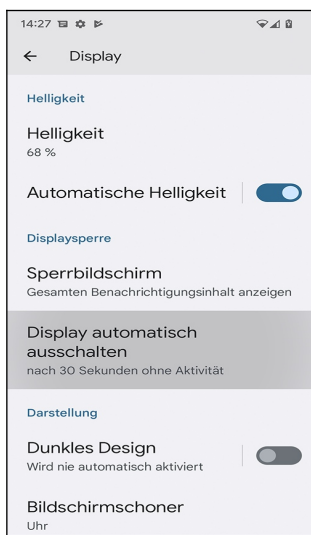 14:27
Display
Helligkeit
Helligkeit
68 %
Automatische Helligkeit
Displaysperre
Sperrbildschirm
Gesamten Benachrichtigungsinhalt anzeigen
Display automatisch
ausschalten
nach 30 Sekunden ohne Aktivität
Darstellung
Dunkles Design
Wird nie automatisch aktiviert
Bildschirmschoner
Uhr